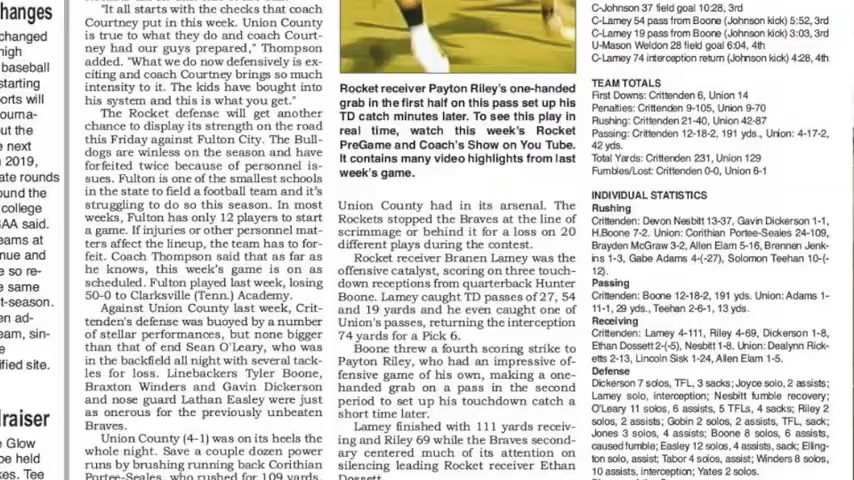 hanges
changed
high
baseball
starting
orts will
ourna-
ut the
next
2019,
ate rounds
ound the
college
AA said.
eams at
nue and
e so re-
same
t-season.
en ad-
eam, sin-
e
ified site.
raiser
e Glow
be held
kes. Tee
"It all starts with the checks that coach
Courtney put in this week. Union County
is true to what they do and coach Court-
ney had our guys prepared," Thompson
added. "What we do now defensively is ex-
citing and coach Courtney brings so much
intensity to it. The kids have bought into
his system and this is what you get."
The Rocket defense will get another
chance to display its strength on the road
this Friday against Fulton City. The Bull-
dogs are winless on the season and have
forfeited twice because of personnel is-
sues. Fulton is one of the smallest schools
in the state to field a football team and it's
struggling to do so this season. In most
weeks, Fulton has only 12 players to start
a game. If injuries or other personnel mat-
ters affect the lineup, the team has to for-
feit. Coach Thompson said that as far as
he knows, this week's game is on as
scheduled. Fulton played last week, losing
50-0 to Clarksville (Tenn.) Academy.
Against Union County last week, Crit-
tenden's defense was buoyed by a number
of stellar performances, but none bigger
than that of end Sean O'Leary, who was
in the backfield all night with several tack-
les for loss. Linebackers Tyler Boone,
Braxton Winders and Gavin Dickerson
and nose guard Lathan Easley were just
as onerous for the previously unbeaten
Braves.
Union County (4-1) was on its heels the
whole night. Save a couple dozen power
runs by brushing running back Corithian
Portee-Seales, who rushed for 109 yards,
Rocket receiver Payton Riley's one-handed
grab in the first half on this pass set up his
TD catch minutes later. To see this play in
real time, watch this week's Rocket
PreGame and Coach's Show on You Tube.
It contains many video highlights from last
week's game.
Union County had in its arsenal. The
Rockets stopped the Braves at the line of
scrimmage or behind it for a loss on 20
different plays during the contest.
Rocket receiver Branen Lamey was the
offensive catalyst, scoring on three touch-
down receptions from quarterback Hunter
Boone. Lamey caught TD passes of 27, 54
and 19 yards and he even caught one of
Union's passes, returning the interception
74 yards for a Pick 6.
Boone threw a fourth scoring strike to
Payton Riley, who had an impressive of-
fensive game of his own, making a one-
handed grab on a pass in the second
period to set up his touchdown catch a
short time later.
Lamey finished with 111 yards receiv-
ing and Riley 69 while the Braves second-
ary centered much of its attention on
silencing leading Rocket receiver Ethan
Dossett.
C-Johnson 37 field goal 10:28, 3rd
C-Lamey 54 pass from Boone (Johnson kick) 5:52, 3rd
C-Lamey 19 pass from Boone (Johnson kick) 3:03, 3rd
U-Mason Weldon 28 field goal 6:04, 4th
C-Lamey 74 interception return (Johnson kick) 4:28, 4th
TEAM TOTALS
First Downs: Crittenden 6, Union 14
Penalties: Crittenden 9-105, Union 9-70
Rushing: Crittenden 21-40, Union 42-87
Passing: Crittenden 12-18-2, 191 yds., Union: 4-17-2,
42 yds.
Total Yards: Crittenden 231, Union 129
Fumbles/Lost: Crittenden 0-0, Union 6-1
INDIVIDUAL STATISTICS
Rushing
Crittenden: Devon Nesbitt 13-37, Gavin Dickerson 1-1,
H.Boone 7-2. Union: Corithian Portee-Seales 24-109,
Brayden McGraw 3-2, Allen Elam 5-16, Brennen Jenk-
ins 1-3, Gabe Adams 4-(-27), Solomon Teehan 10-(-
12).
Passing
Crittenden: Boone 12-18-2, 191 yds. Union: Adams 1-
11-1, 29 yds., Teehan 2-6-1, 13 yds.
Receiving
Crittenden: Lamey 4-111, Riley 4-69, Dickerson 1-8,
Ethan Dossett 2-(-5), Nesbitt 1-8. Union: Dealynn Rick-
etts 2-13, Lincoln Sisk 1-24, Allen Elam 1-5.
Defense
Dickerson 7 solos, TFL, 3 sacks; Joyce solo, 2 assists;
Lamey solo, interception; Nesbitt fumble recovery;
O'Leary 11 solos, 6 assists, 5 TFLs, 4 sacks; Riley 2
solos, 2 assists; Gobin 2 solos, 2 assists, TFL, sack;
Jones 3 solos, 4 assists; Boone 8 solos, 6 assists,
caused fumble; Easley 12 solos, 4 assists, sack; Elling-
ton solo, assist; Tabor 4 solos, assist; Winders 8 solos,
10 assists, interception; Yates 2 solos.